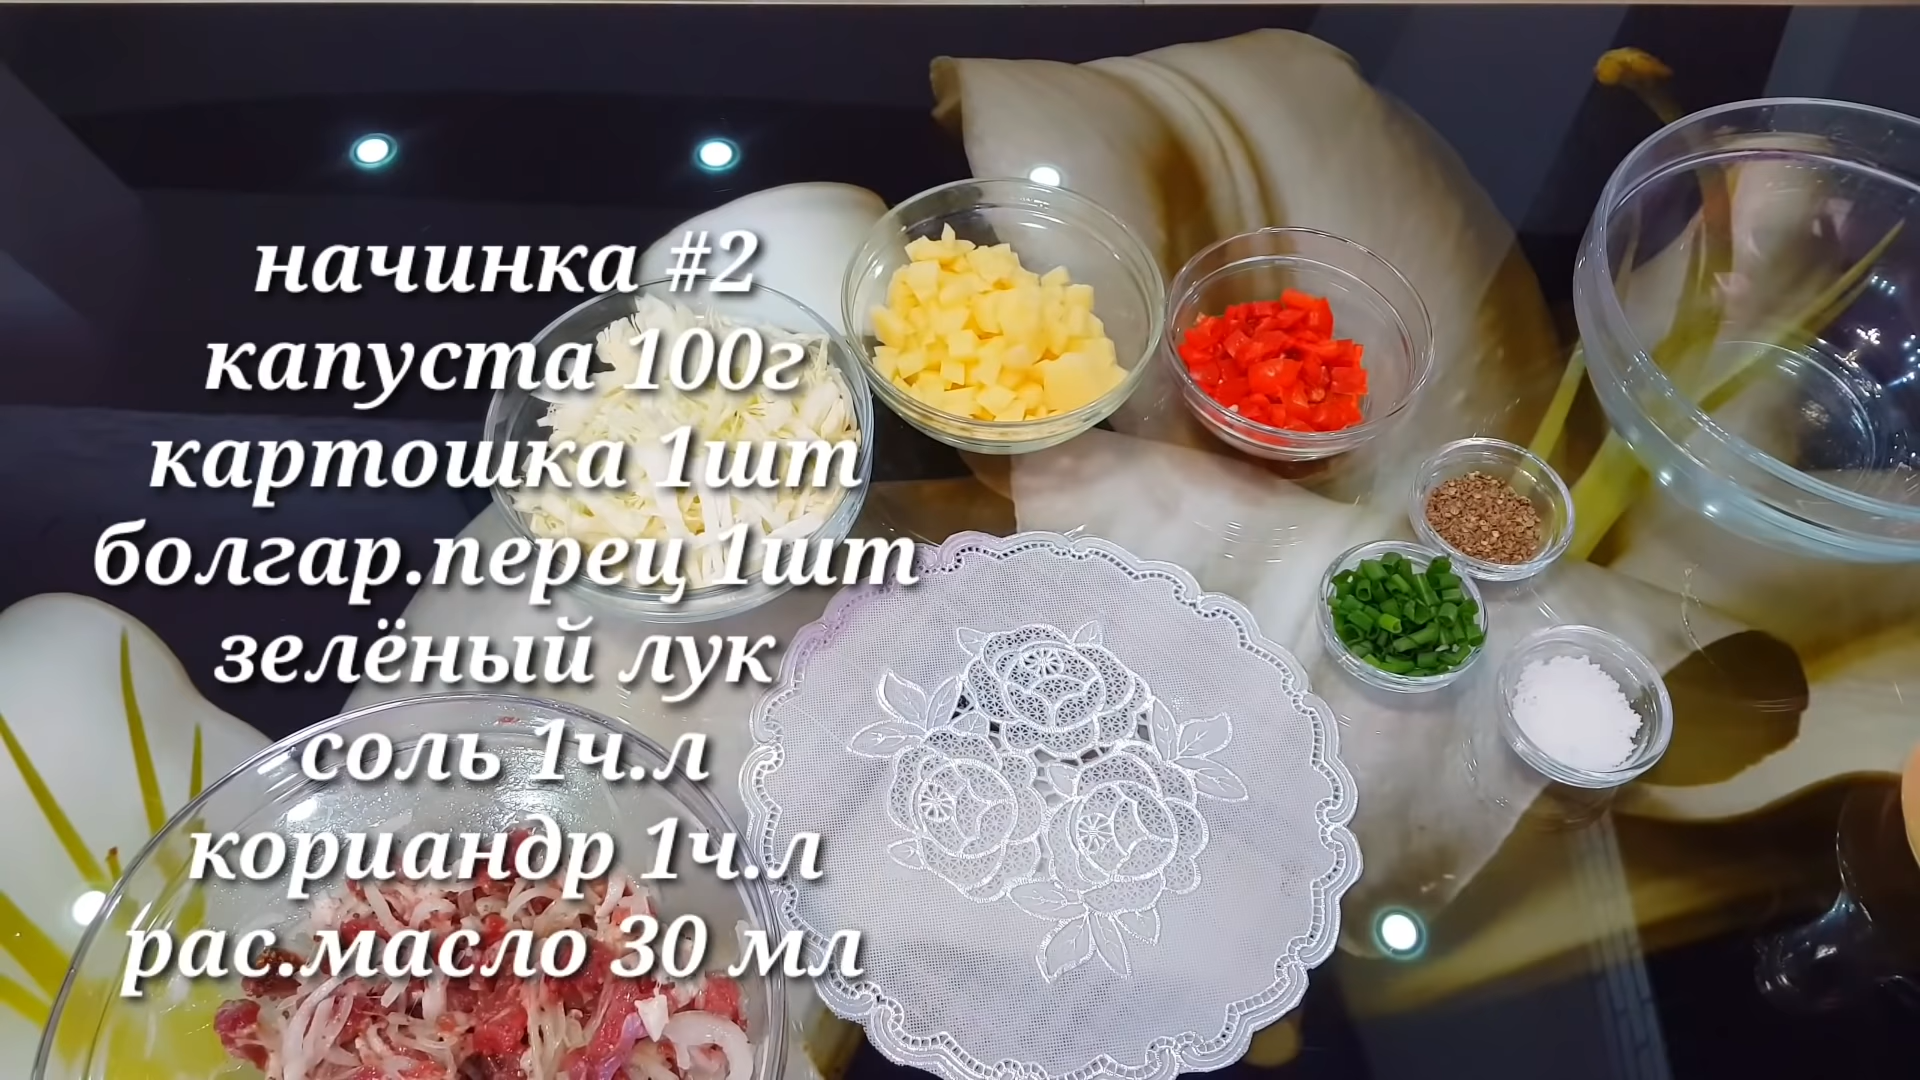 начинка #2
капуста 100г
картошка 1шт
болгар.перец 1шт
зелёный лук
соль 1ч.л
кориандр 1ч.л
рас.масло 30 мл